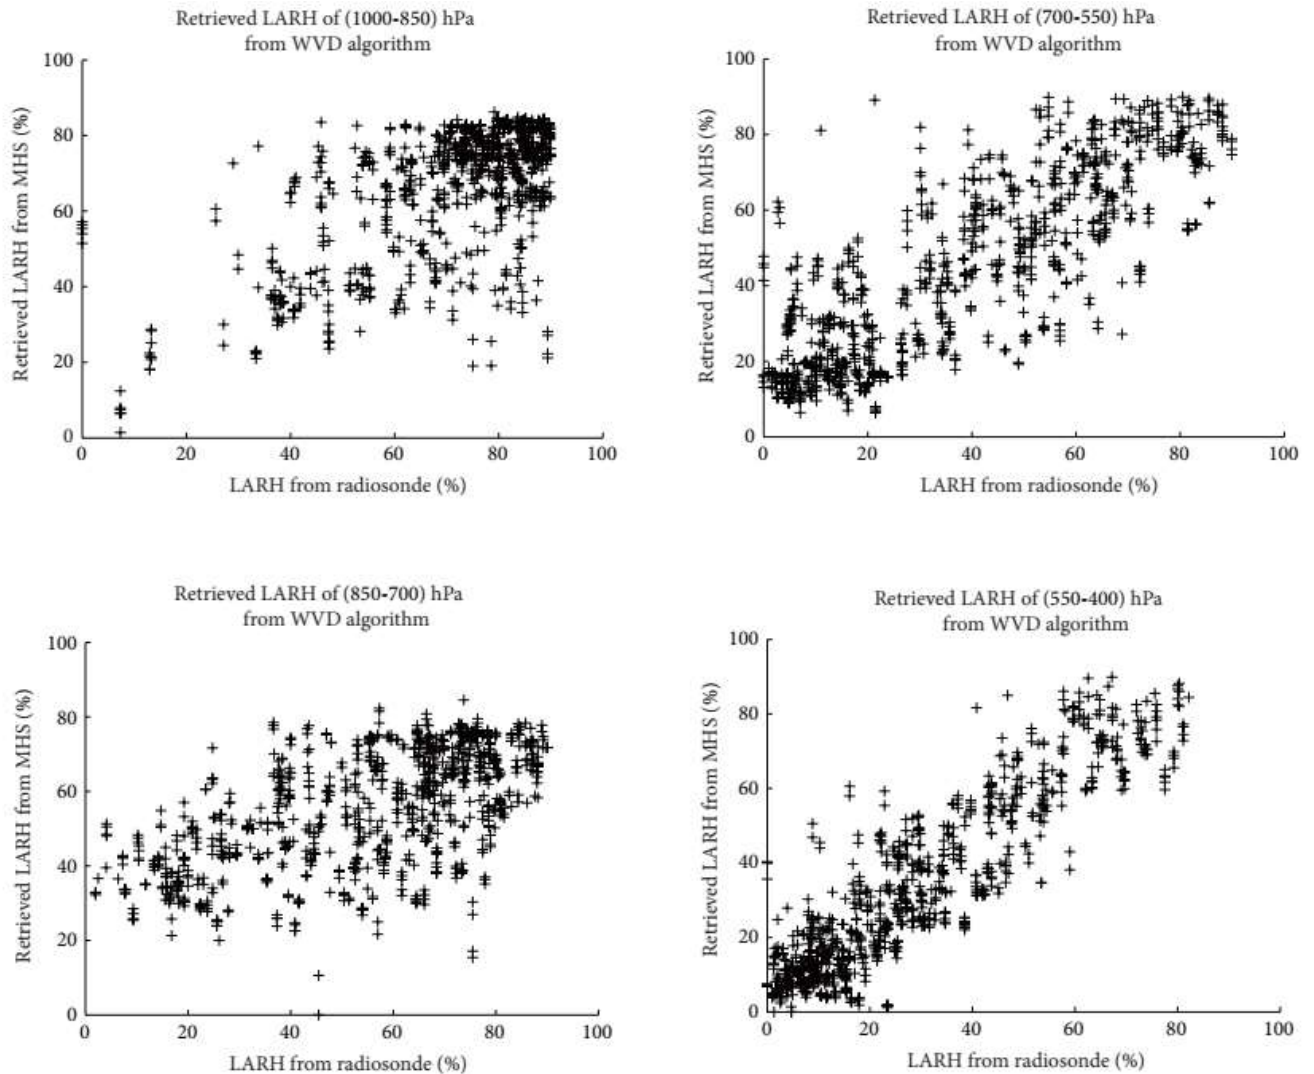 Retrieved LARH of (1000-850) hPa
from WVD algorithm
100
80
60
40
20
0
0 20 40 60 80 100
Retrieved LARH from MHS (%)
LARH from radiosonde (%)
Retrieved LARH of (700-550) hPa
from WVD algorithm
100
80
60
40
20
0
0 20 40 60 80 100
Retrieved LARH from MHS (%)
LARH from radiosonde (%)
Retrieved LARH of (850-700) hPa
from WVD algorithm
100
80
60
40
20
0
0 20 40 60 80 100
Retrieved LARH from MHS (%)
LARH from radiosonde (%)
Retrieved LARH of (550-400) hPa
from WVD algorithm
100
80
60
40
20
0
0 20 40 60 80 100
Retrieved LARH from MHS (%)
LARH from radiosonde (%)